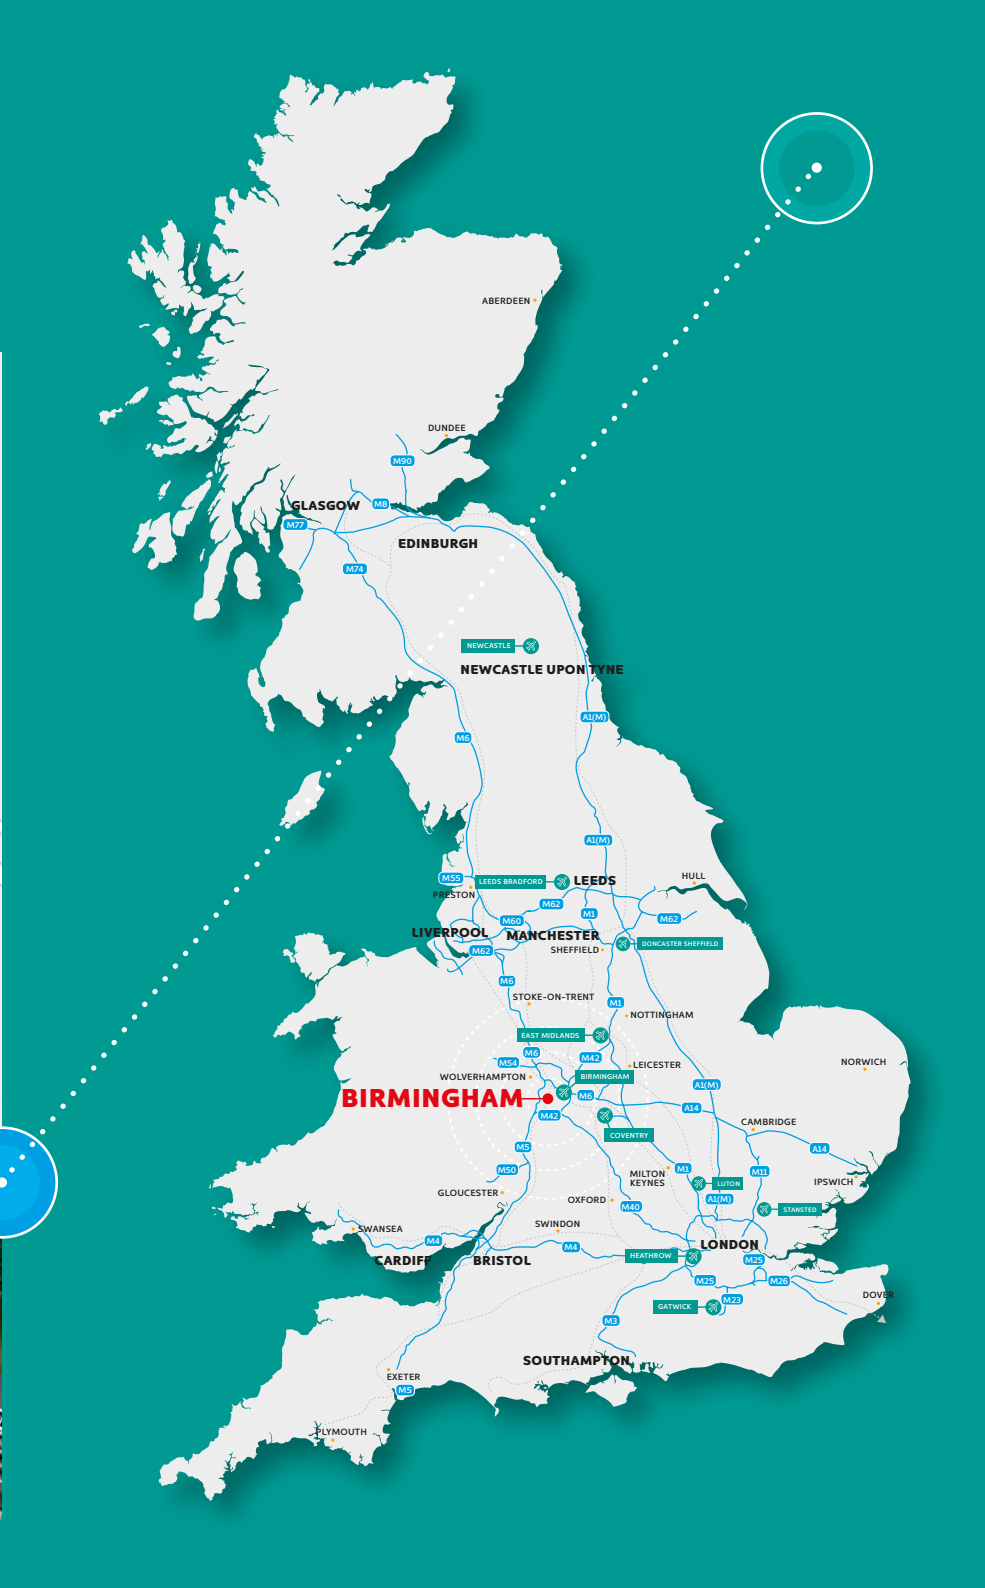 ABERDEEN
DUNDEE
M90
GLASGOW
M8
M77
EDINBURGH
M74
NEWCASTLE
NEWCASTLE UPON TYNE
A1(M)
M6
A1(M)
M55
LEEDS BRADFORD
LEEDS
HULL
PRESTON
M62
M1
M62
M60
LIVERPOOL
MANCHESTER
M62
SHEFFIELD
DONCASTER SHEFFIELD
M6
STOKE-ON-TRENT
M1
NOTTINGHAM
EAST MIDLANDS
M6
M42
M54
LEICESTER
NORWICH
WOLVERHAMPTON
BIRMINGHAM
A1(M)
BIRMINGHAM
M6
A14
M42
CAMBRIDGE
COVENTRY
M5
A14
M50
MILTON
KEYNES
M1
M11
LUTON
IPSWICH
GLOUCESTER
OXFORD
M40
A1(M)
STANSTED
SWANSEA
SWINDON
M4
M4
LONDON
CARDIFF
BRISTOL
HEATHROW
M25
M25
M26
GATWICK
M23
DOVER
M3
SOUTHAMPTON
EXETER
M5
PLYMOUTH